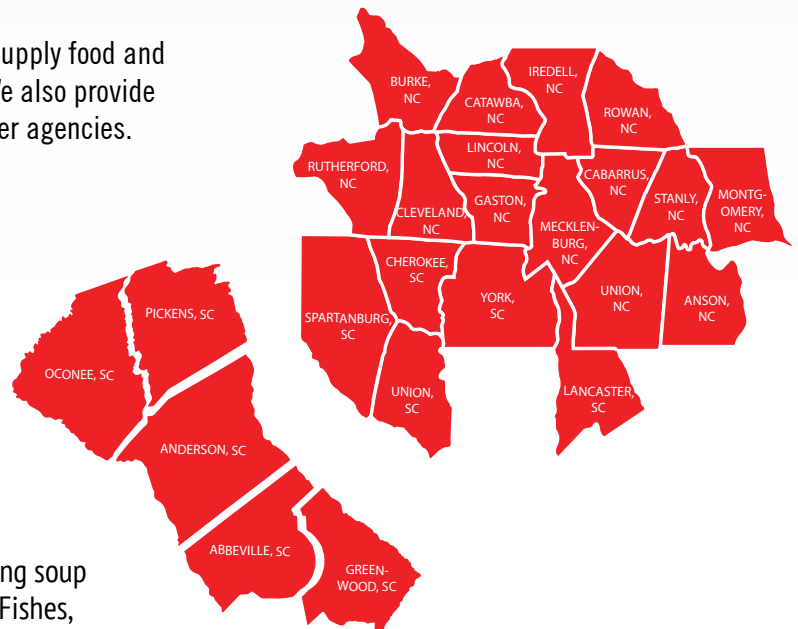 supply food and
We also provide
er agencies.
BURKE,
NC
CATAWBA,
NC
IREDELL,
NC
ROWAN,
NC
LINCOLN,
NC
RUTHERFORD,
NC
CLEVELAND,
NC
GASTON,
NC
MECKLEN-
BURG,
NC
CABARRUS,
NC
STANLY,
NC
MONTG-
OMERY,
NC
CHEROKEE,
SC
SPARTANBURG,
SC
YORK,
SC
UNION,
NC
ANSON,
NC
UNION,
SC
LANCASTER,
SC
PICKENS, SC
OCONEE, SC
ANDERSON, SC
ABBEVILLE, SC
GREEN-
WOOD, SC
ng soup
Fishes,